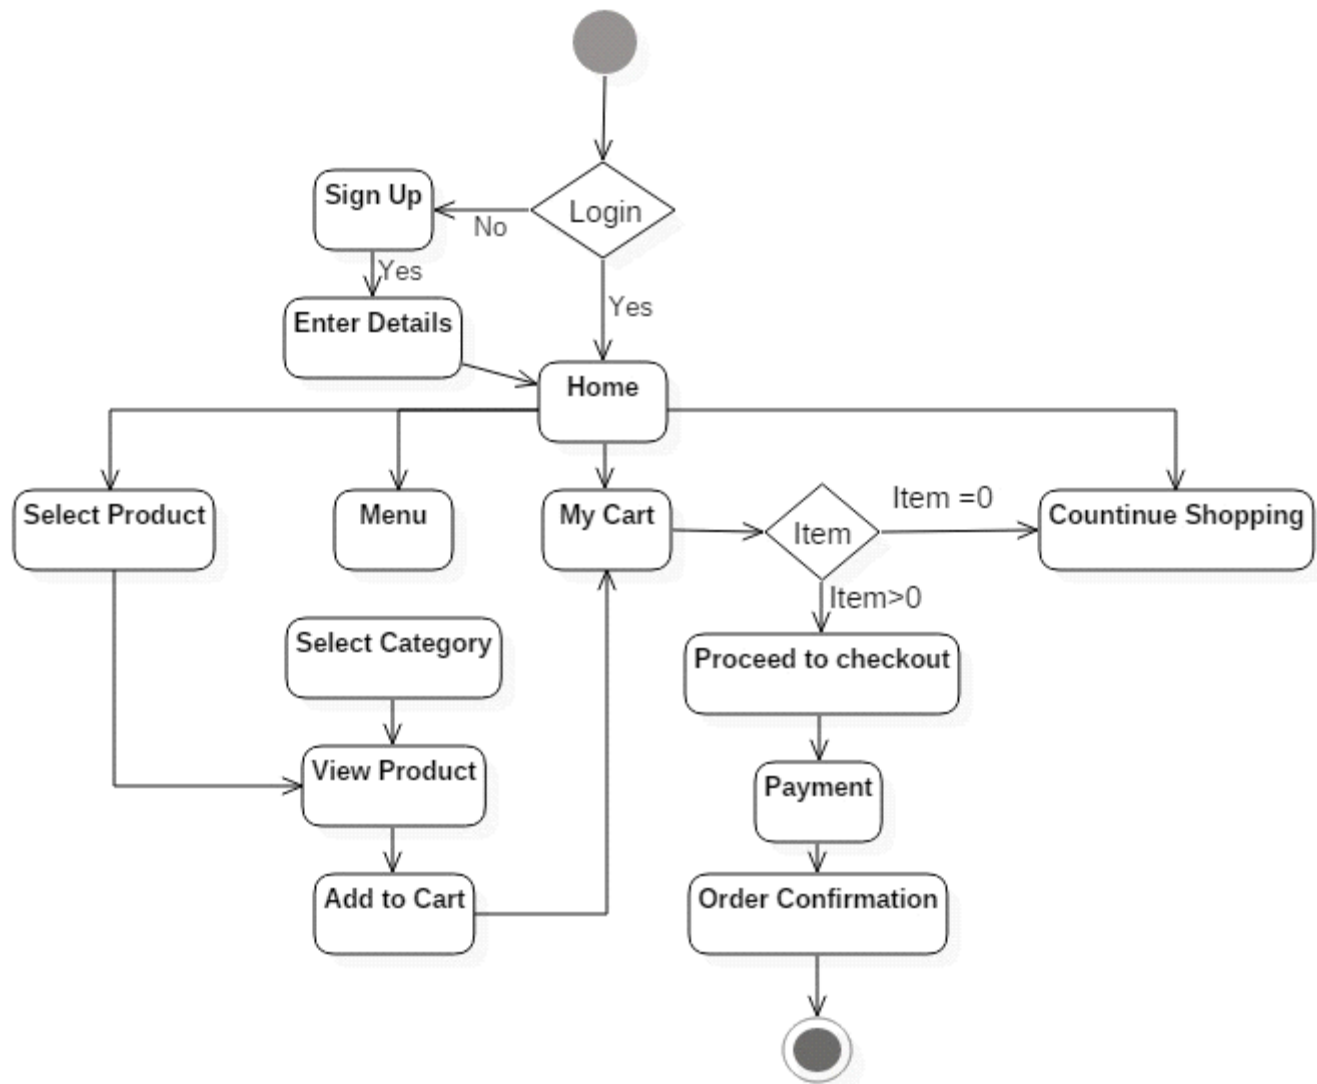 Login
Sign Up
No
Yes
Yes
Enter Details
Home
Select Product
Menu
My Cart
Item
Item =0
Countinue Shopping
Item>0
Select Category
Proceed to checkout
View Product
Payment
Add to Cart
Order Confirmation